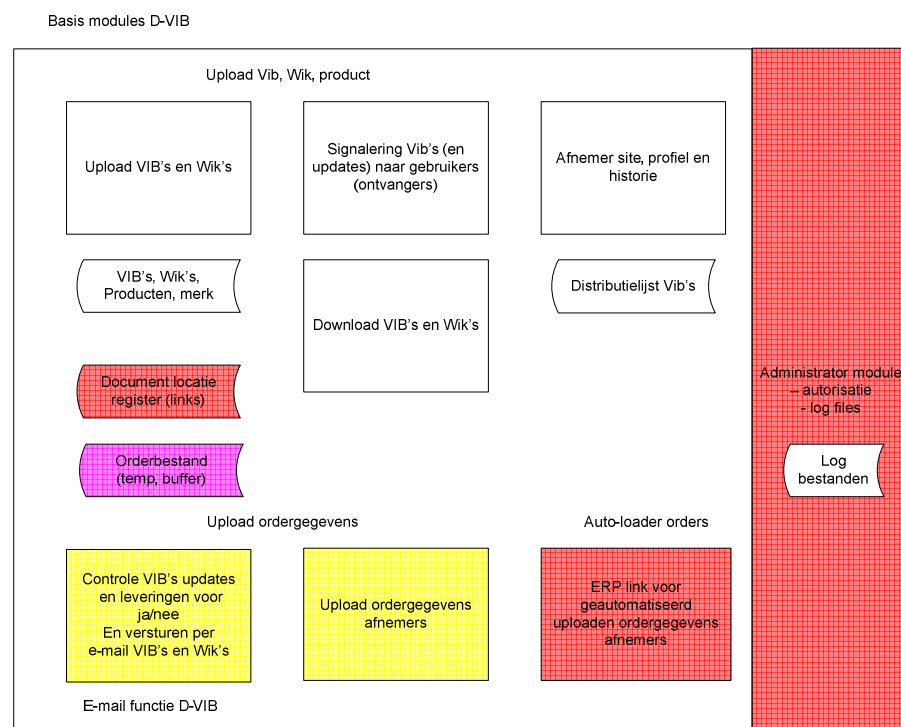 Basis modules D-VIB
Upload Vib, Wik, product
Upload VIB's en Wik's
Signalering Vib's (en
updates) naar gebruikers
(ontvangers)
Afnemer site, profiel en
historie
VIB's, Wik's,
Producten, merk
Download VIB's en Wik's
Distributielijst Vib's
Document locatie
register (links)
Administrator module
– autorisatie
- log files
Orderbestand
(temp, buffer)
Log
bestanden
Upload ordergegevens
Auto-loader orders
Controle VIB's updates
en leveringen voor
ja/nee
En versturen per
e-mail VIB's en Wik's
Upload ordergegevens
afnemers
ERP link voor
geautomatiseerd
uploaden ordergegevens
afnemers
E-mail functie D-VIB